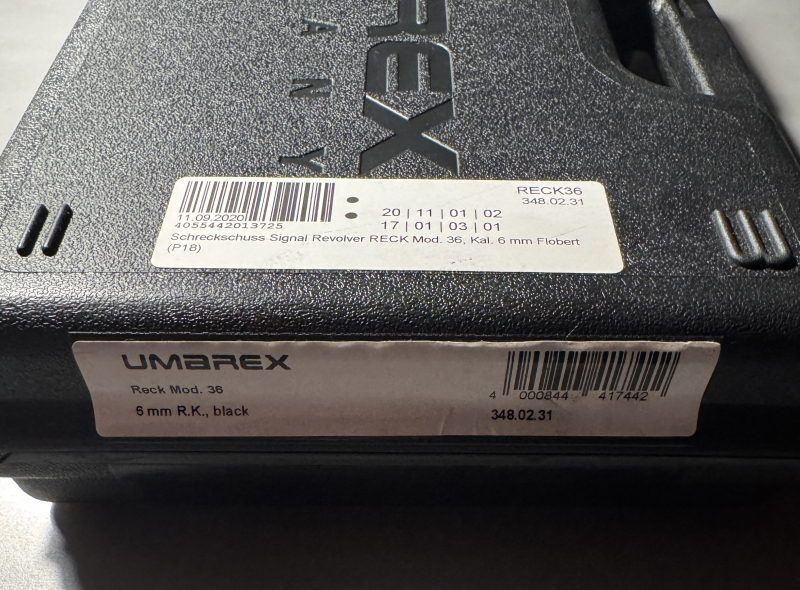 REX
ANY
RECK36
348.02.31
11.09.2020
4055442013725
20 | 11 | 01 | 02
17 | 01 | 03 | 01
Schreckschuss Signal Revolver RECK Mod. 36, Kal. 6 mm Flobert
(P18)
UMAREX
Reck Mod. 36
6 mm R.K., black
4 000844 417442
348.02.31